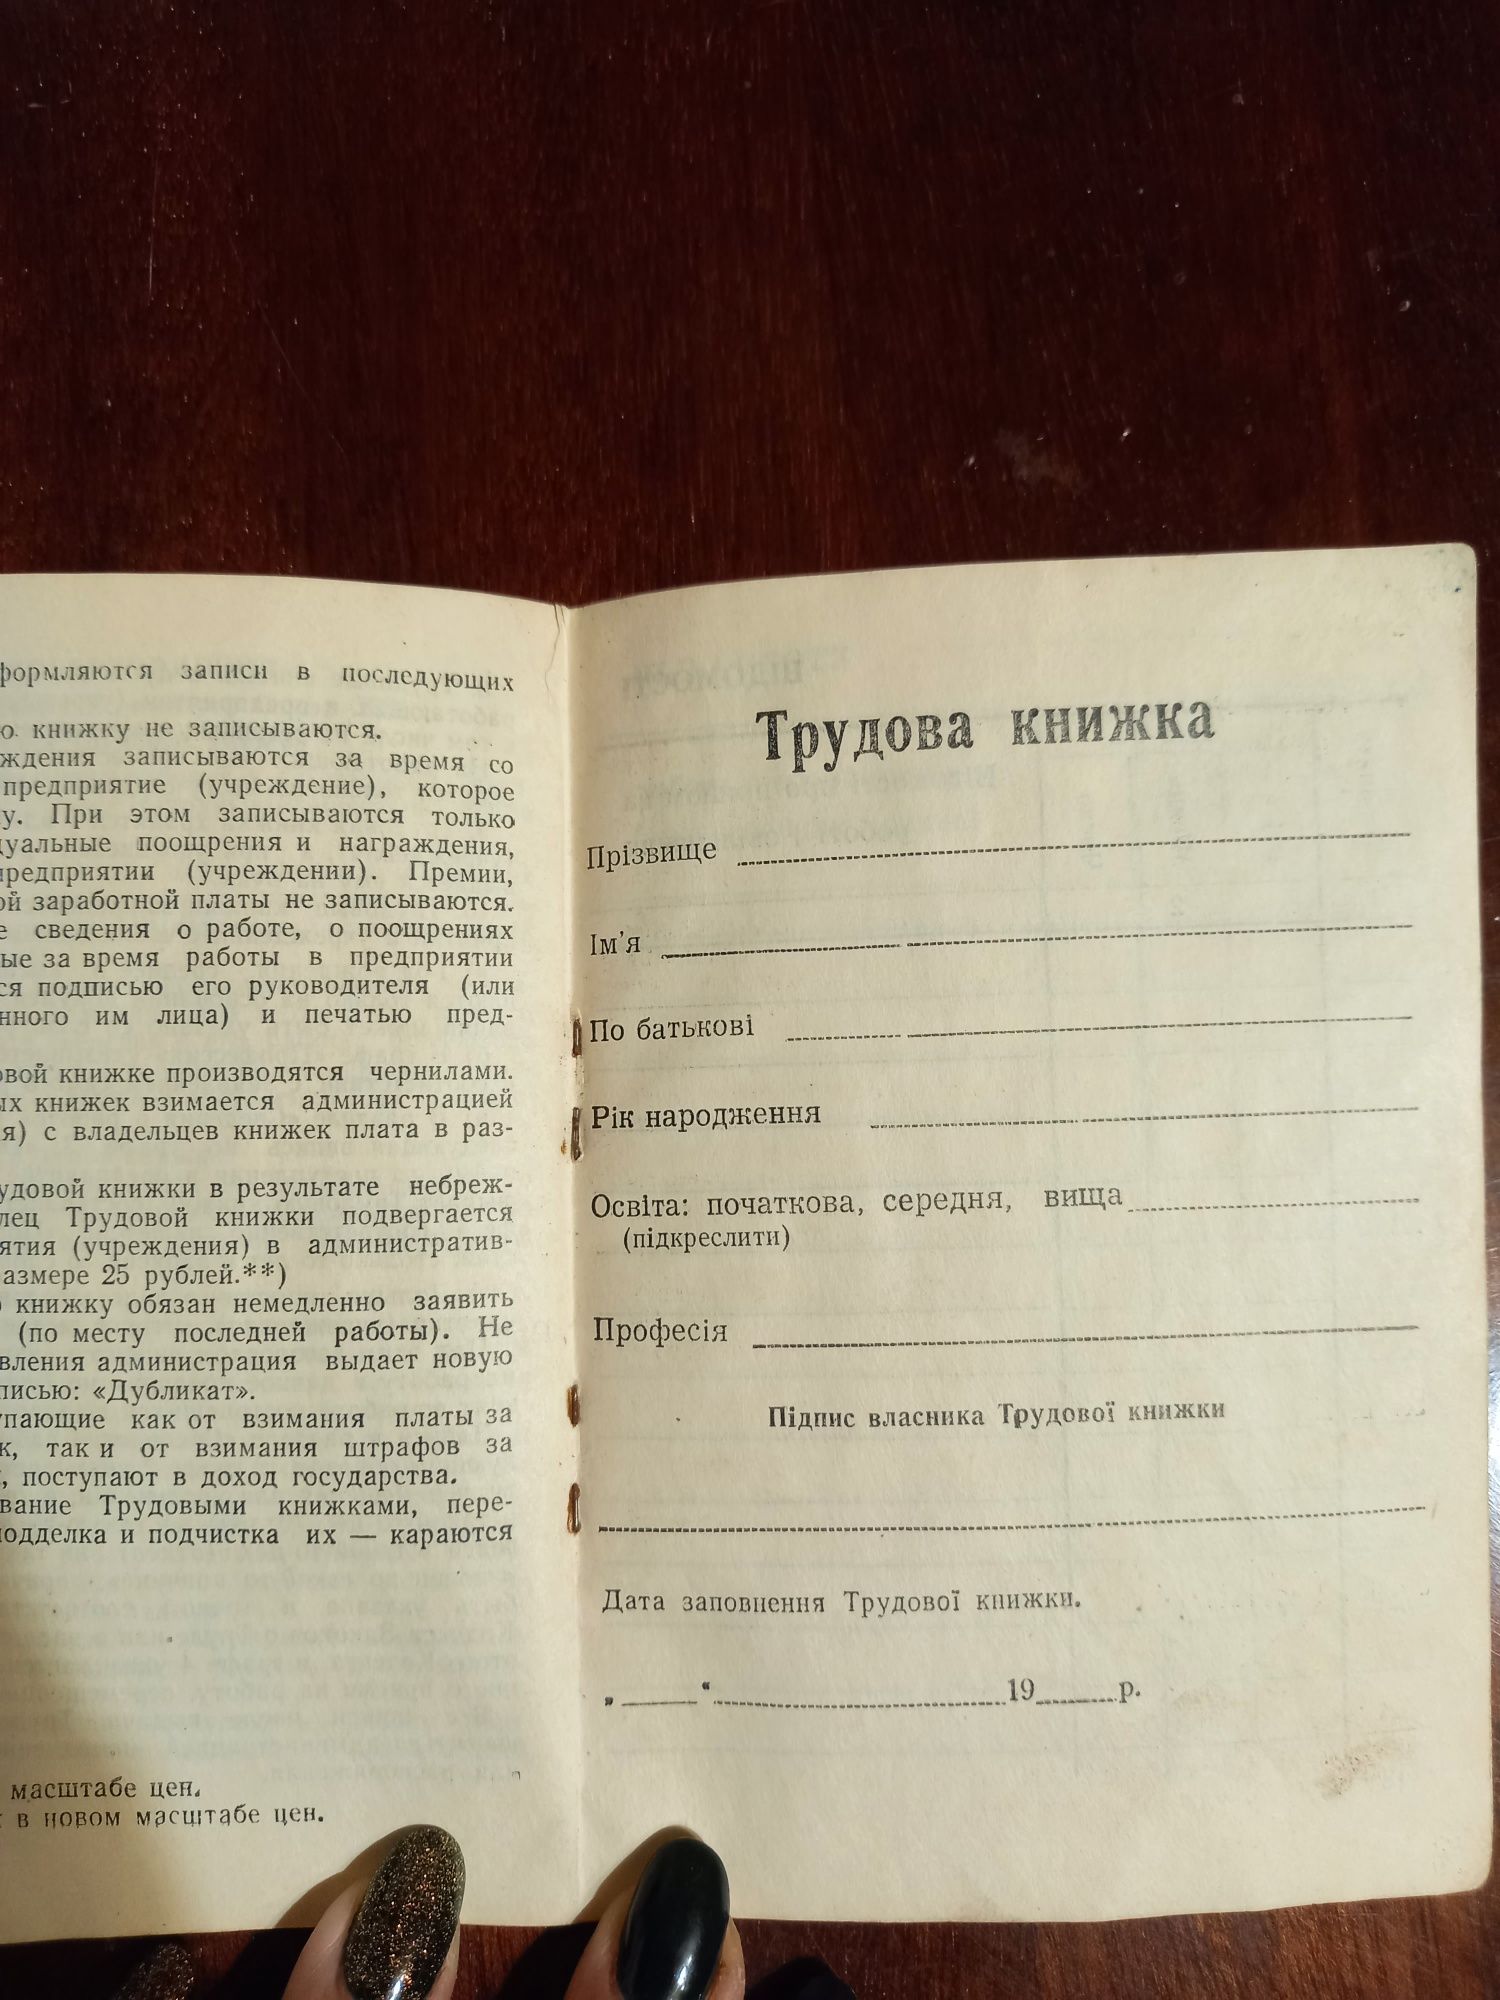 формляются записи в последующих
ю книжку не записываются.
ждения записываются за время со
предприятие (учреждение), которое
у. При этом записываются только
дуальные поощрения и награждения,
предприятии (учреждении). Премии,
ой заработной платы не записываются.
е сведения о работе, о поощрениях
ые за время работы в предприятии
ся подписью его руководителя (или
нного им лица) и печатью пред-
овой книжке производятся чернилами.
ых книжек взимается администрацией
я) с владельцев книжек плата в раз-
удовой книжки в результате небреж-
лец Трудовой книжки подвергается
ятия (учреждения) в административ-
азмере 25 рублей.**)
книжку обязан немедленно заявить
(по месту последней работы). Не
вления администрация выдает новую
писью: «Дубликат».
упающие как от взимания платы за
к, так и от взимания штрафов за
, поступают в доход государства.
вание Трудовыми книжками, пере-
подделка и подчистка их — караются
масштабе цен.
в новом масштабе цен.
Трудова книжка
Прізвище
Ім'я
По батькові
Рік народження
Освіта: початкова, середня, вища
(підкреслити)
Професія
Підпис власника Трудової книжки
Дата заповнення Трудової книжки.
„ “ 19 р.